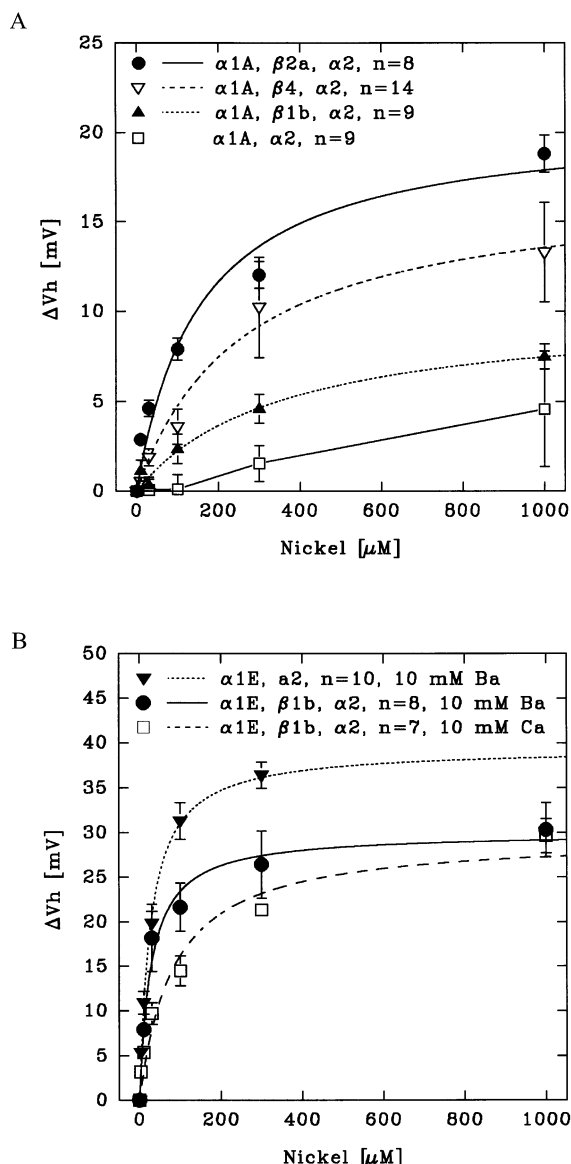 A
25
20
15
10
5
0
ΔVh [mV]
α1A, β2a, α2, n=8
α1A, β4, α2, n=14
α1A, β1b, α2, n=9
α1A, α2, n=9
0 200 400 600 800 1000
Nickel [μM]
B
50
45
40
35
30
25
20
15
10
5
0
ΔVh [mV]
α1E, a2, n=10, 10 mM Ba
α1E, β1b, α2, n=8, 10 mM Ba
α1E, β1b, α2, n=7, 10 mM Ca
0 200 400 600 800 1000
Nickel [μM]